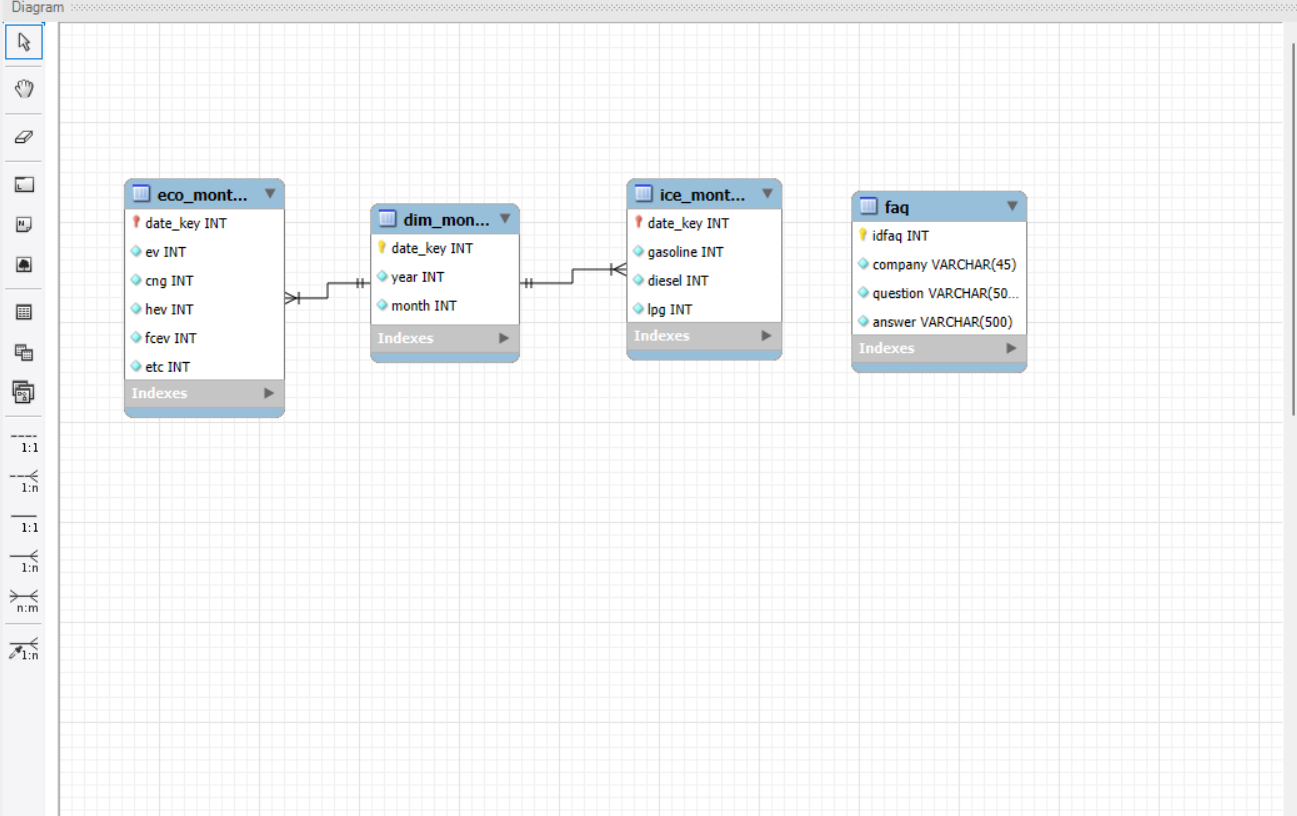 Diagram
eco_mont...
date_key INT
ev INT
cng INT
hev INT
fcev INT
etc INT
Indexes
dim_mon...
date_key INT
year INT
month INT
Indexes
ice_mont...
date_key INT
gasoline INT
diesel INT
lpg INT
Indexes
faq
idfaq INT
company VARCHAR(45)
question VARCHAR(50...
answer VARCHAR(500)
Indexes
1:1
1:n
1:1
1:n
n:m
1:n